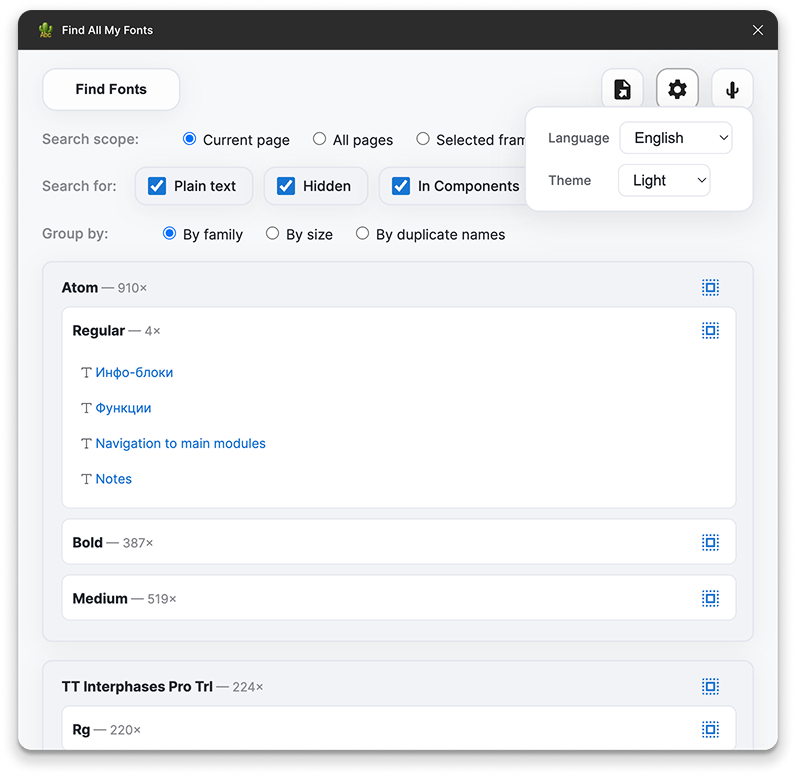 Abc
Find All My Fonts
Find Fonts
Search scope: Current page All pages Selected fram
Language English
Theme Light
Search for: Plain text Hidden In Components
Group by: By family By size By duplicate names
Atom — 910×
Regular — 4×
T Инфо-блоки
T Функции
T Navigation to main modules
T Notes
Bold — 387×
Medium — 519×
TT Interphases Pro Trl — 224×
Rg — 220×